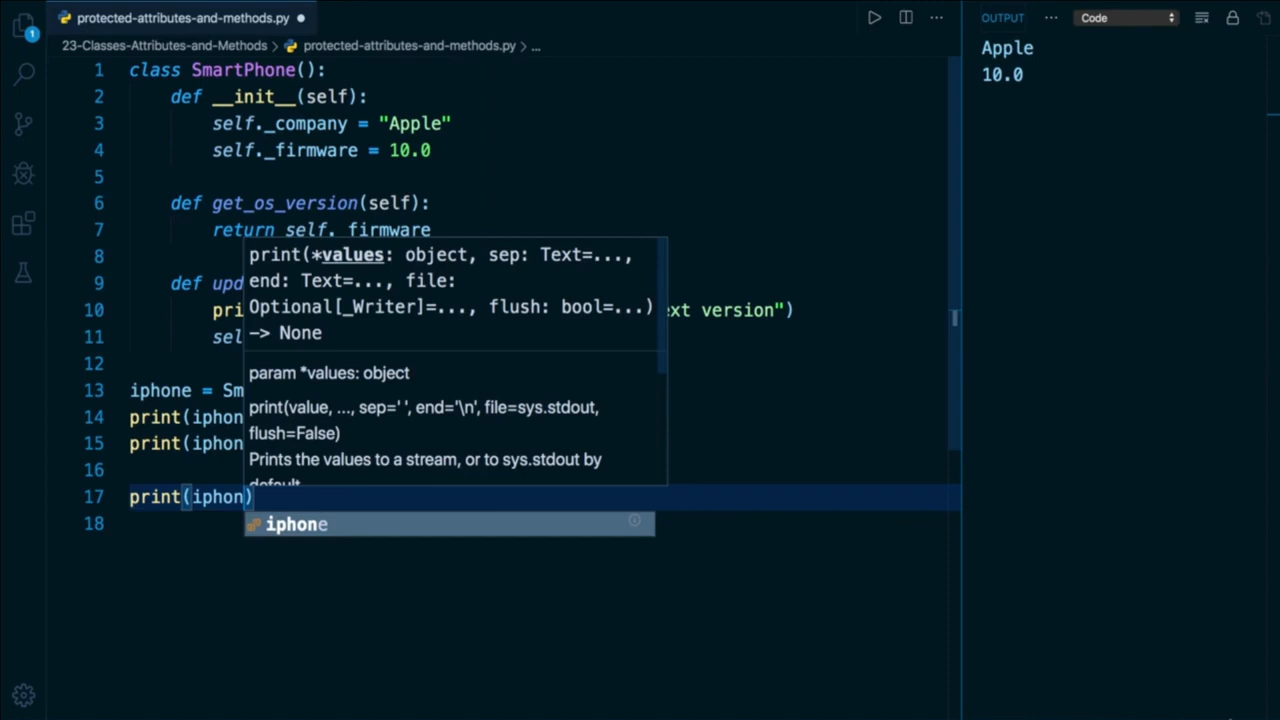 protected-attributes-and-methods.py
OUTPUT ... Code
1
23-Classes-Attributes-and-Methods > protected-attributes-and-methods.py > ...
1 class SmartPhone():
2 def __init__(self):
3 self._company = "Apple"
4 self._firmware = 10.0
5
6 def get_os_version(self):
7 return self._firmware
8
9 def upd
10 pri ext version")
11 sel
12
13 iphone = Sm
14 print(iphon
15 print(iphon
16
17 print(iphon)
18
print(*values: object, sep: Text=...,
end: Text=..., file:
Optional[_Writer]=..., flush: bool=...)
-> None
param *values: object
print(value, ..., sep=' ', end='\n', file=sys.stdout,
flush=False)
Prints the values to a stream, or to sys.stdout by
default.
iphone
Apple
10.0